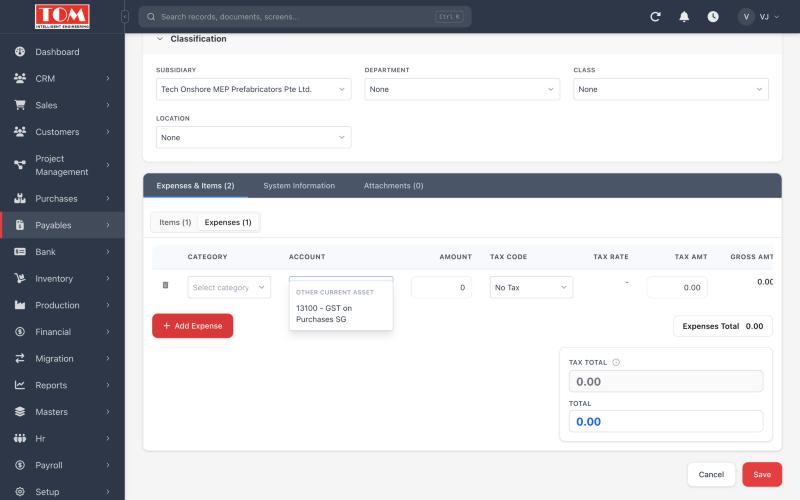 TOM
INTELLIGENT ENGINEERING
Search records, documents, screens...
Ctrl K
V
VJ
Dashboard
CRM
Sales
Customers
Project
Management
Purchases
Payables
Bank
Inventory
Production
Financial
Migration
Reports
Masters
Hr
Payroll
Setup
Classification
SUBSIDIARY
DEPARTMENT
CLASS
Tech Onshore MEP Prefabricators Pte Ltd.
None
None
LOCATION
None
Expenses & Items (2)
System Information
Attachments (0)
Items (1)
Expenses (1)
CATEGORY
ACCOUNT
AMOUNT
TAX CODE
TAX RATE
TAX AMT
GROSS AMT
Select category
0
No Tax
-
0.00
0.00
OTHER CURRENT ASSET
13100 - GST on
Purchases SG
+ Add Expense
Expenses Total 0.00
TAX TOTAL
0.00
TOTAL
0.00
Cancel
Save